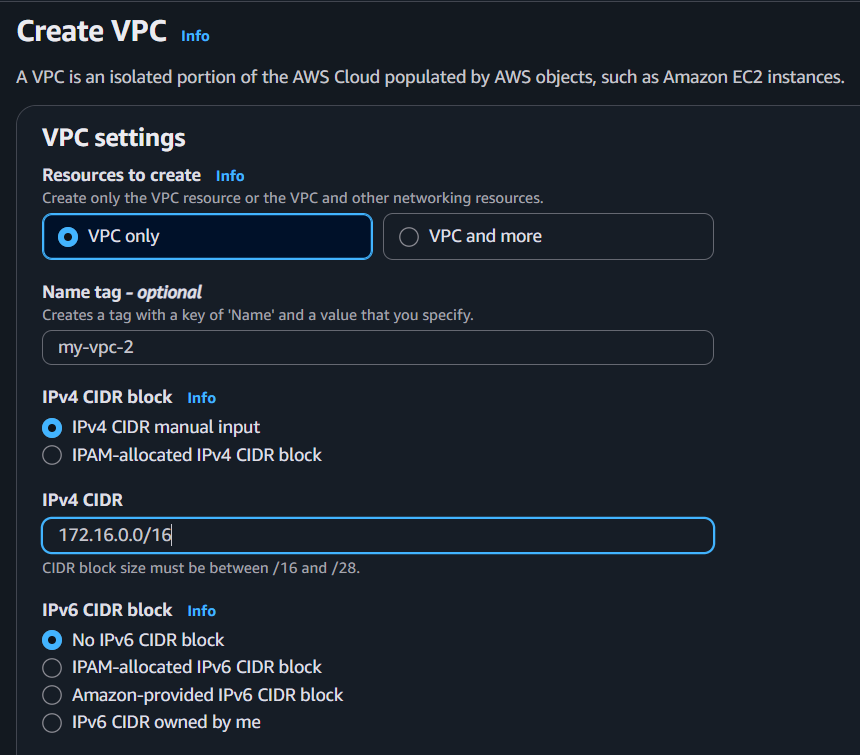 Create VPC Info
A VPC is an isolated portion of the AWS Cloud populated by AWS objects, such as Amazon EC2 instances.
VPC settings
Resources to create Info
Create only the VPC resource or the VPC and other networking resources.
VPC only
VPC and more
Name tag - optional
Creates a tag with a key of 'Name' and a value that you specify.
my-vpc-2
IPv4 CIDR block Info
IPv4 CIDR manual input
IPAM-allocated IPv4 CIDR block
IPv4 CIDR
172.16.0.0/16
CIDR block size must be between /16 and /28.
IPv6 CIDR block Info
No IPv6 CIDR block
IPAM-allocated IPv6 CIDR block
Amazon-provided IPv6 CIDR block
IPv6 CIDR owned by me